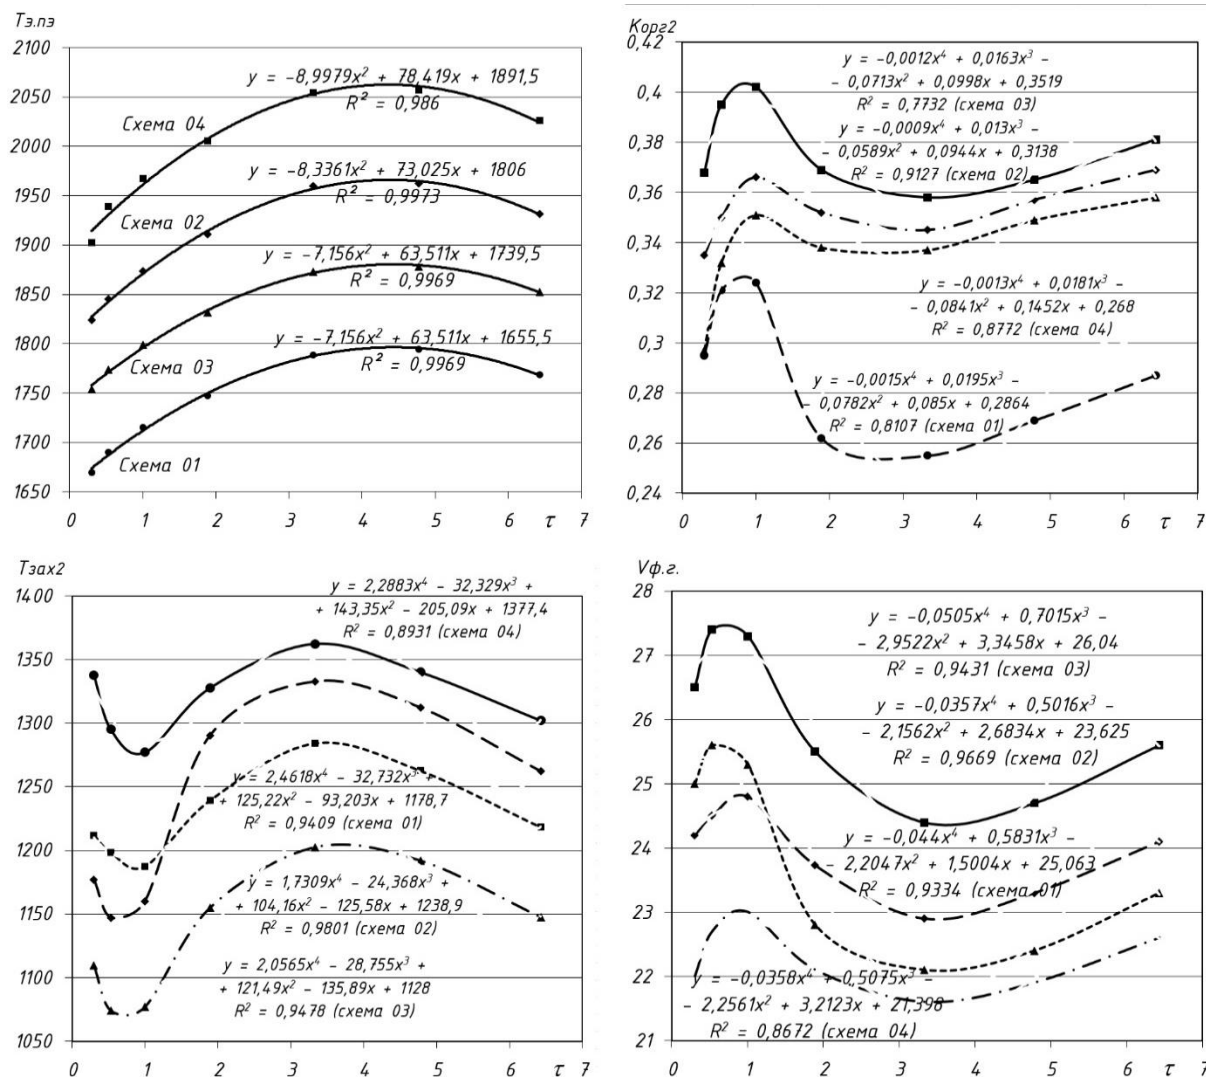 Тэ.пэ
2100
2050
2000
1950
1900
1850
1800
1750
1700
1650
y = −8,9979x² + 78,419x + 1891,5
R² = 0,986
Схема 04
y = −8,3361x² + 73,025x + 1806
R² = 0,9973
Схема 02
y = −7,156x² + 63,511x + 1739,5
R² = 0,9969
Схема 03
y = −7,156x² + 63,511x + 1655,5
R² = 0,9969
Схема 01
0 1 2 3 4 5 6 τ 7
Kорг2
0,42
0,4
0,38
0,36
0,34
0,32
0,3
0,28
0,26
0,24
y = −0,0012x⁴ + 0,0163x³ −
− 0,0713x² + 0,0998x + 0,3519
R² = 0,7732 (схема 03)
y = −0,0009x⁴ + 0,013x³ −
− 0,0589x² + 0,0944x + 0,3138
R² = 0,9127 (схема 02)
y = −0,0013x⁴ + 0,0181x³ −
− 0,0841x² + 0,1452x + 0,268
R² = 0,8772 (схема 04)
y = −0,0015x⁴ + 0,0195x³ −
− 0,0782x² + 0,085x + 0,2864
R² = 0,8107 (схема 01)
0 1 2 3 4 5 6 τ 7
Тзах2
1400
1350
1300
1250
1200
1150
1100
1050
y = 2,2883x⁴ − 32,329x³ +
+ 143,35x² − 205,09x + 1377,4
R² = 0,8931 (схема 04)
y = 2,4618x⁴ − 32,732x³ +
+ 125,22x² − 93,203x + 1178,7
R² = 0,9409 (схема 01)
y = 1,7309x⁴ − 24,368x³ +
+ 104,16x² − 125,58x + 1238,9
R² = 0,9801 (схема 02)
y = 2,0565x⁴ − 28,755x³ +
+ 121,49x² − 135,89x + 1128
R² = 0,9478 (схема 03)
0 1 2 3 4 5 6 τ 7
Vф.г.
28
27
26
25
24
23
22
21
y = −0,0505x⁴ + 0,7015x³ −
− 2,9522x² + 3,3458x + 26,04
R² = 0,9431 (схема 03)
y = −0,0357x⁴ + 0,5016x³ −
− 2,1562x² + 2,6834x + 23,625
R² = 0,9669 (схема 02)
y = −0,044x⁴ + 0,5831x³ −
− 2,2047x² + 1,5004x + 25,063
R² = 0,9334 (схема 01)
y = −0,0358x⁴ + 0,5075x³ −
− 2,2561x² + 3,2123x + 21,398
R² = 0,8672 (схема 04)
0 1 2 3 4 5 6 τ 7